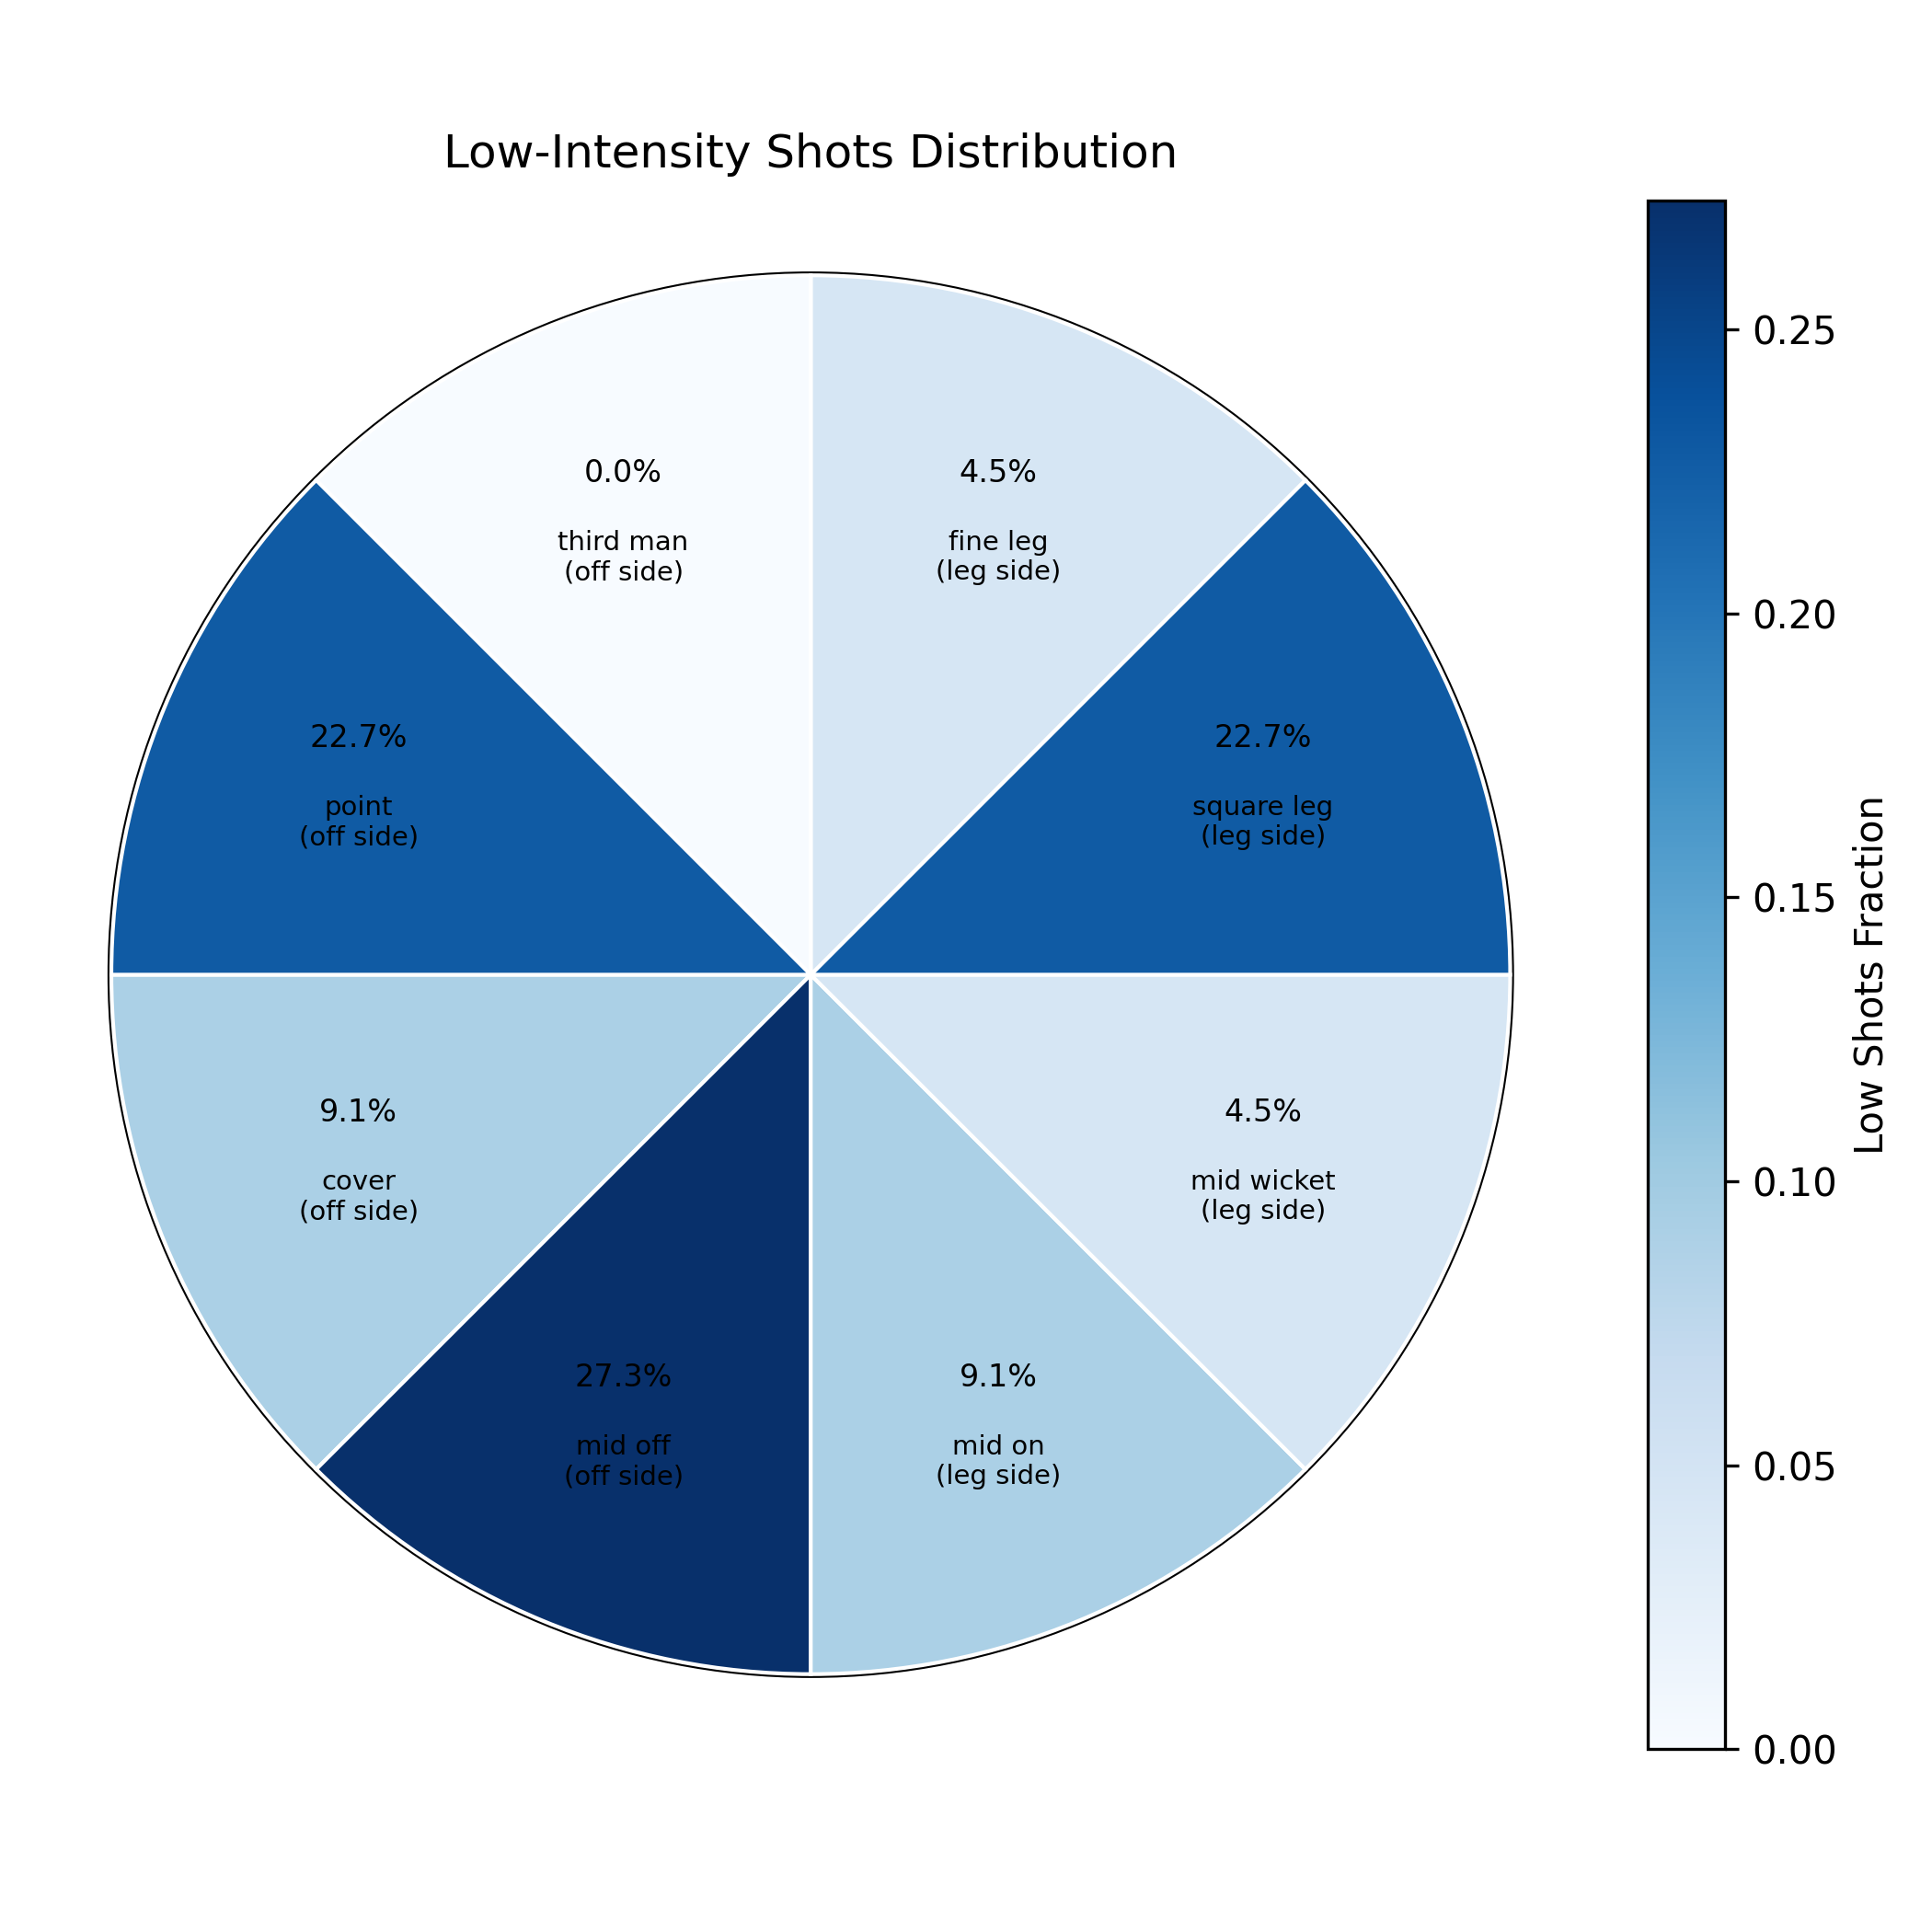 Low-Intensity Shots Distribution
0.0%
third man
(off side)
4.5%
fine leg
(leg side)
22.7%
point
(off side)
22.7%
square leg
(leg side)
9.1%
cover
(off side)
4.5%
mid wicket
(leg side)
27.3%
mid off
(off side)
9.1%
mid on
(leg side)
0.25
0.20
0.15
0.10
0.05
0.00
Low Shots Fraction